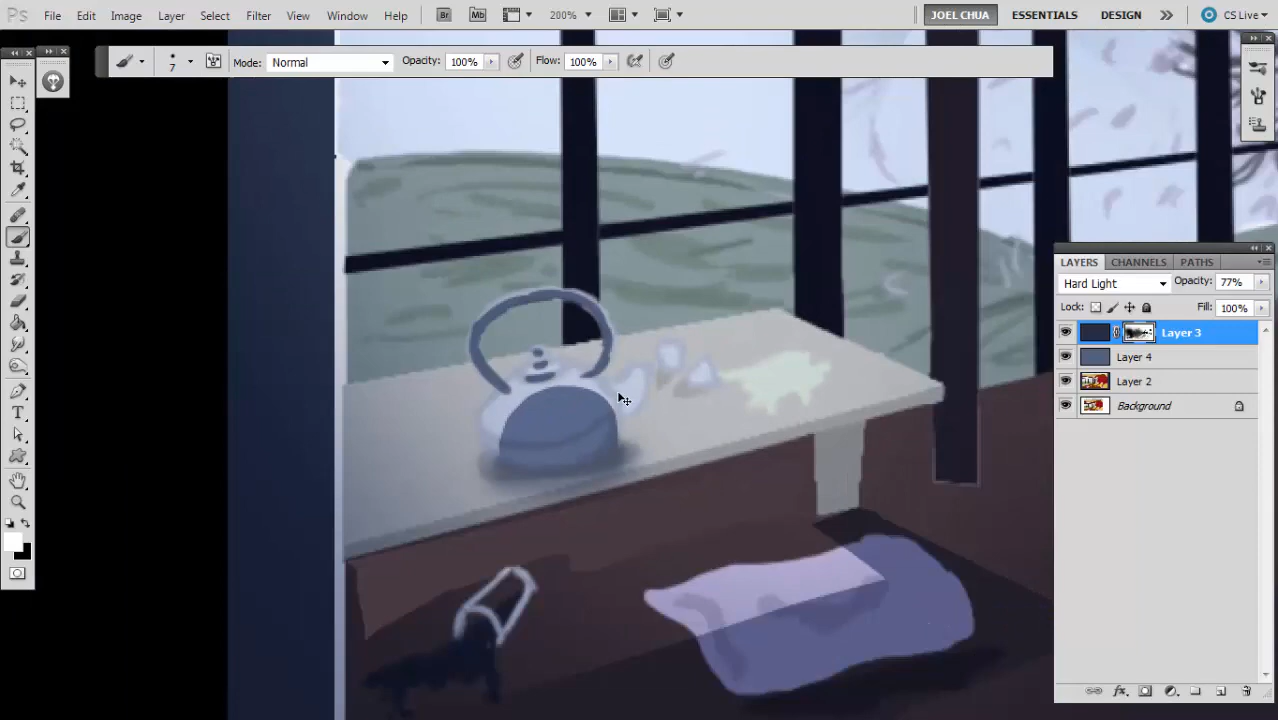 Ps File Edit Image Layer Select Filter View Window Help Br Mb 200% JOEL CHUA ESSENTIALS DESIGN CS Live
7 Mode: Normal Opacity: 100% Flow: 100%
LAYERS CHANNELS PATHS
Hard Light Opacity: 77%
Lock: Fill: 100%
Layer 3
Layer 4
Layer 2
Background
fx